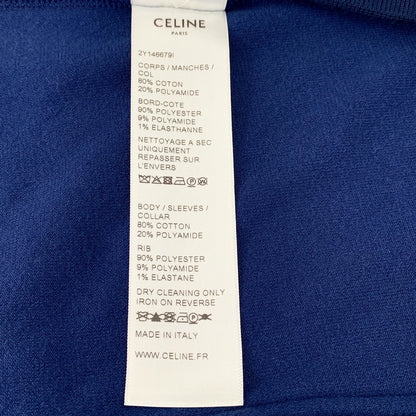 CELINE
PARIS
2Y146679I
CORPS / MANCHES /
COL
80% COTON
20% POLYAMIDE
BORD-COTE
90% POLYESTER
9% POLYAMIDE
1% ELASTHANNE
NETTOYAGE A SEC
UNIQUEMENT
REPASSER SUR
L'ENVERS
BODY / SLEEVES /
COLLAR
80% COTTON
20% POLYAMIDE
RIB
90% POLYESTER
9% POLYAMIDE
1% ELASTANE
DRY CLEANING ONLY
IRON ON REVERSE
MADE IN ITALY
WWW.CELINE.FR